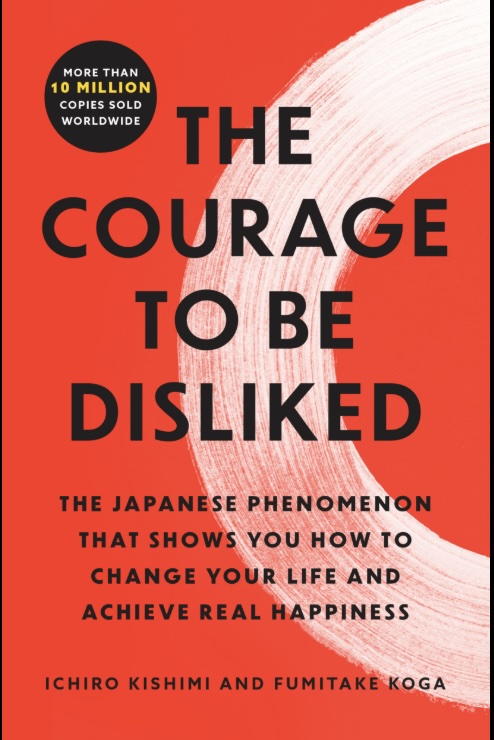 MORE THAN
10 MILLION
COPIES SOLD
WORLDWIDE
THE
COURAGE
TO BE
DISLIKED
THE JAPANESE PHENOMENON
THAT SHOWS YOU HOW TO
CHANGE YOUR LIFE AND
ACHIEVE REAL HAPPINESS
ICHIRO KISHIMI AND FUMITAKE KOGA